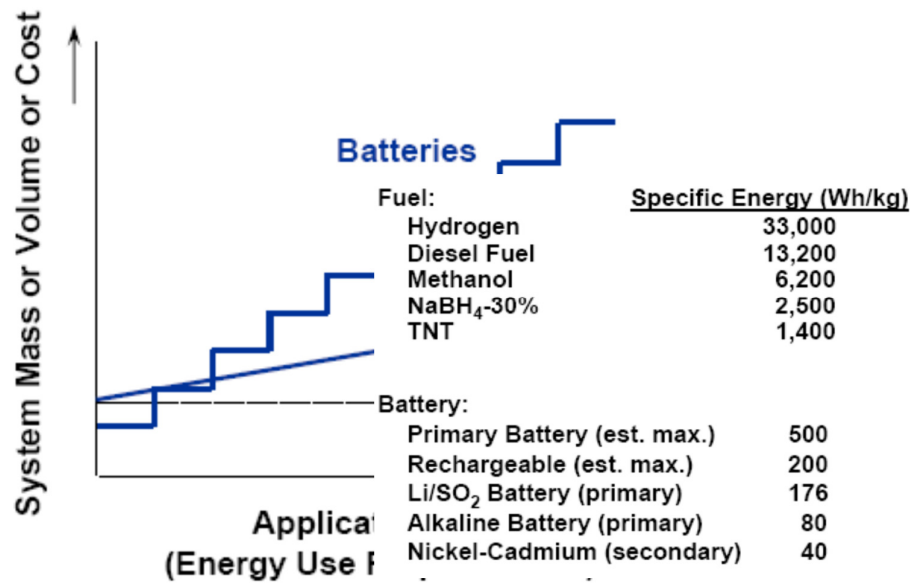 System Mass or Volume or Cost
Batteries
Fuel: Specific Energy (Wh/kg)
Hydrogen 33,000
Diesel Fuel 13,200
Methanol 6,200
NaBH₄-30% 2,500
TNT 1,400
Battery:
Primary Battery (est. max.) 500
Rechargeable (est. max.) 200
Li/SO₂ Battery (primary) 176
Alkaline Battery (primary) 80
Nickel-Cadmium (secondary) 40
(Energy Use